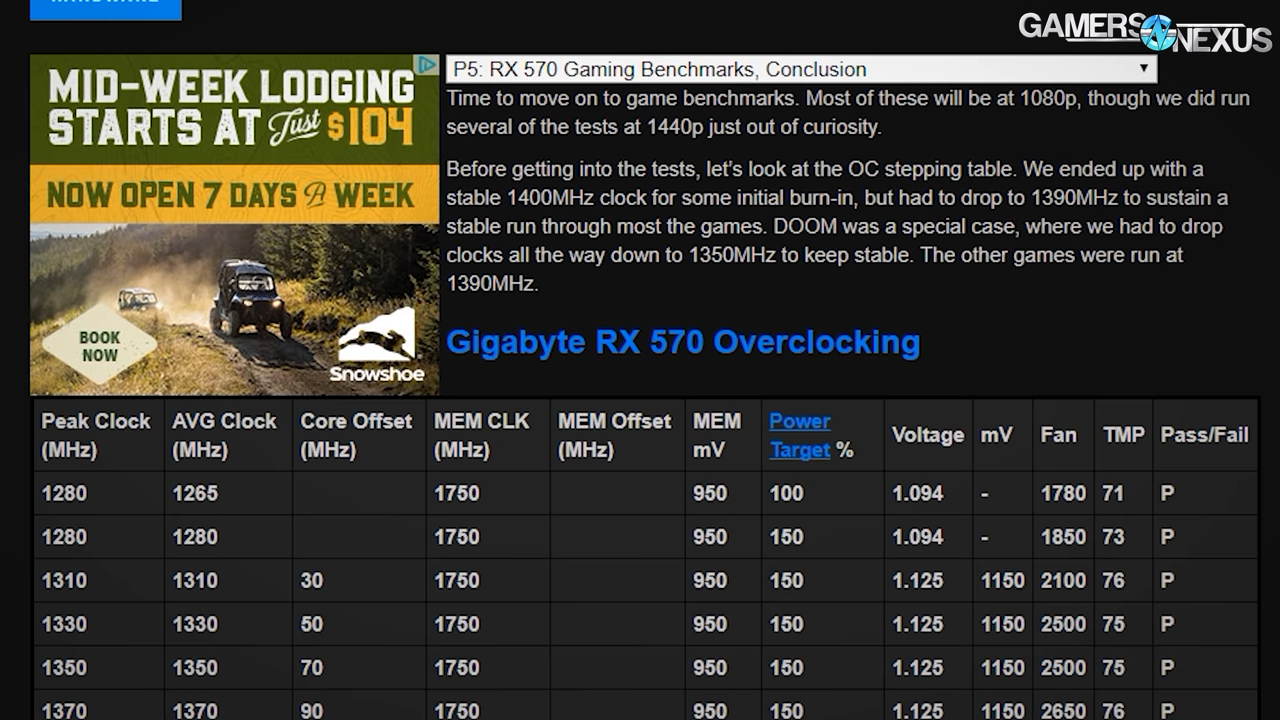 GAMERS NEXUS
MID-WEEK LODGING
STARTS AT Just $104
NOW OPEN 7 DAYS A WEEK
BOOK
NOW
Snowshoe
P5: RX 570 Gaming Benchmarks, Conclusion
Time to move on to game benchmarks. Most of these will be at 1080p, though we did run
several of the tests at 1440p just out of curiosity.
Before getting into the tests, let's look at the OC stepping table. We ended up with a
stable 1400MHz clock for some initial burn-in, but had to drop to 1390MHz to sustain a
stable run through most the games. DOOM was a special case, where we had to drop
clocks all the way down to 1350MHz to keep stable. The other games were run at
1390MHz.
Gigabyte RX 570 Overclocking
Peak Clock (MHz) AVG Clock (MHz) Core Offset (MHz) MEM CLK (MHz) MEM Offset (MHz) MEM mV Power Target % Voltage mV Fan TMP Pass/Fail
1280 1265 1750 950 100 1.094 - 1780 71 P
1280 1280 1750 950 150 1.094 - 1850 73 P
1310 1310 30 1750 950 150 1.125 1150 2100 76 P
1330 1330 50 1750 950 150 1.125 1150 2500 75 P
1350 1350 70 1750 950 150 1.125 1150 2500 75 P
1370 1370 90 1750 950 150 1.125 1150 2650 76 P